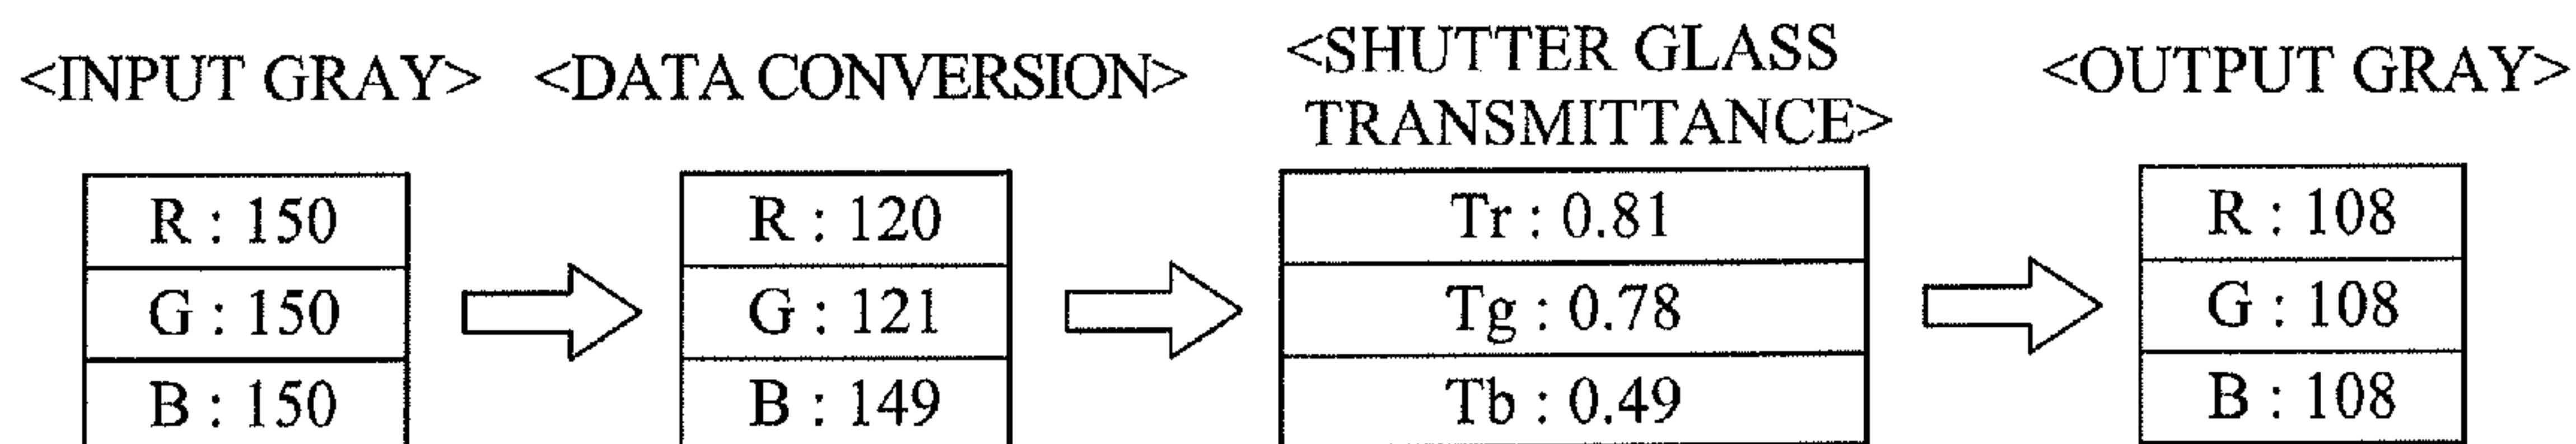 <INPUT GRAY>
R : 150
G : 150
B : 150
<DATA CONVERSION>
R : 120
G : 121
B : 149
<SHUTTER GLASS
TRANSMITTANCE>
Tr : 0.81
Tg : 0.78
Tb : 0.49
<OUTPUT GRAY>
R : 108
G : 108
B : 108